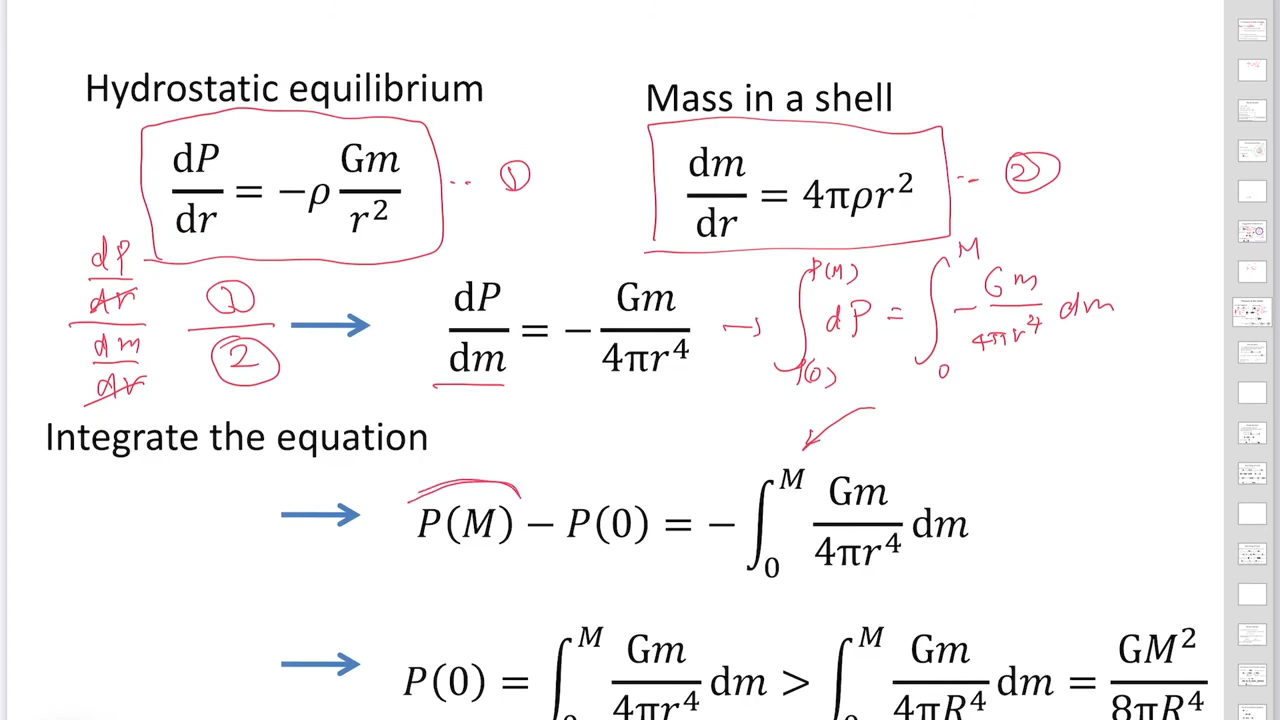 Hydrostatic equilibrium
Mass in a shell
dP/dr = −ρ Gm/r²
.. ①
dm/dr = 4πρr²
.. ②
dP/dr
dm/dr
①
②
dP/dm = − Gm/4πr⁴
→ ∫_{P(0)}^{P(M)} dP = ∫_0^M − Gm/4πr⁴ dm
Integrate the equation
P(M) − P(0) = − ∫_0^M Gm/4πr⁴ dm
P(0) = ∫_0^M Gm/4πr⁴ dm > ∫_0^M Gm/4πR⁴ dm = GM²/8πR⁴